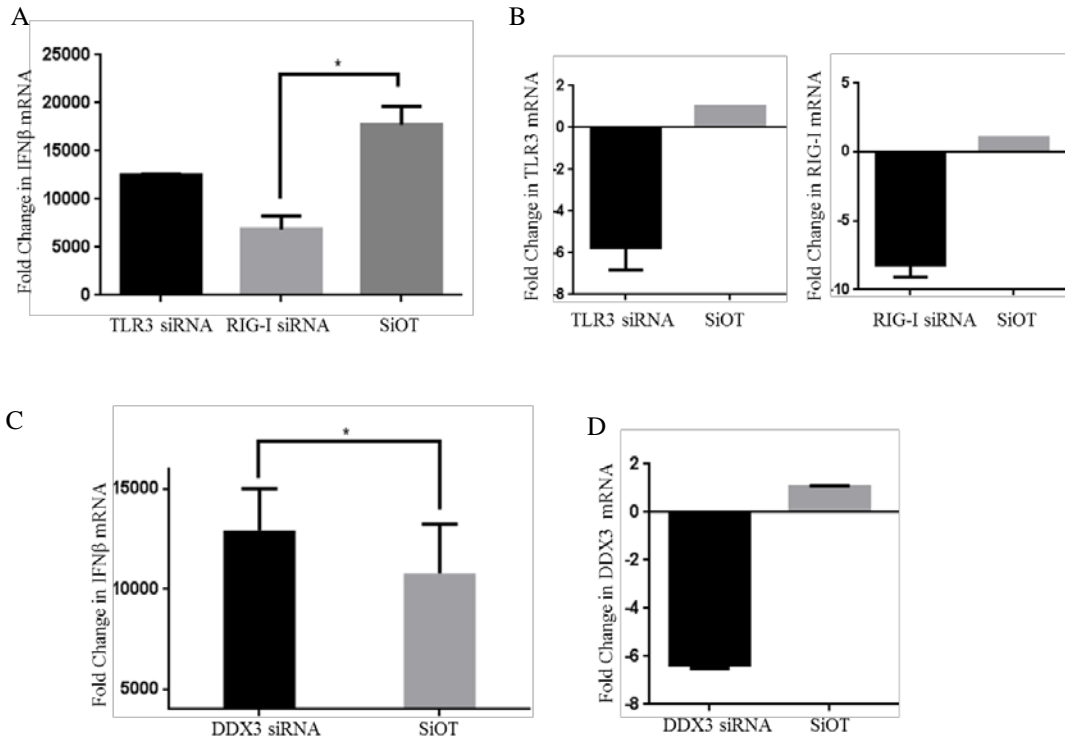 A
Fold Change in IFNβ mRNA
25000
20000
15000
10000
5000
0
*
TLR3 siRNA RIG-I siRNA SiOT
B
Fold Change in TLR3 mRNA
2
0
-2
-4
-6
-8
TLR3 siRNA SiOT
Fold Change in RIG-I mRNA
5
0
-5
-10
RIG-I siRNA SiOT
C
Fold Change in IFNβ mRNA
15000
10000
5000
*
DDX3 siRNA SiOT
D
Fold Change in DDX3 mRNA
2
0
-2
-4
-6
-8
DDX3 siRNA SiOT